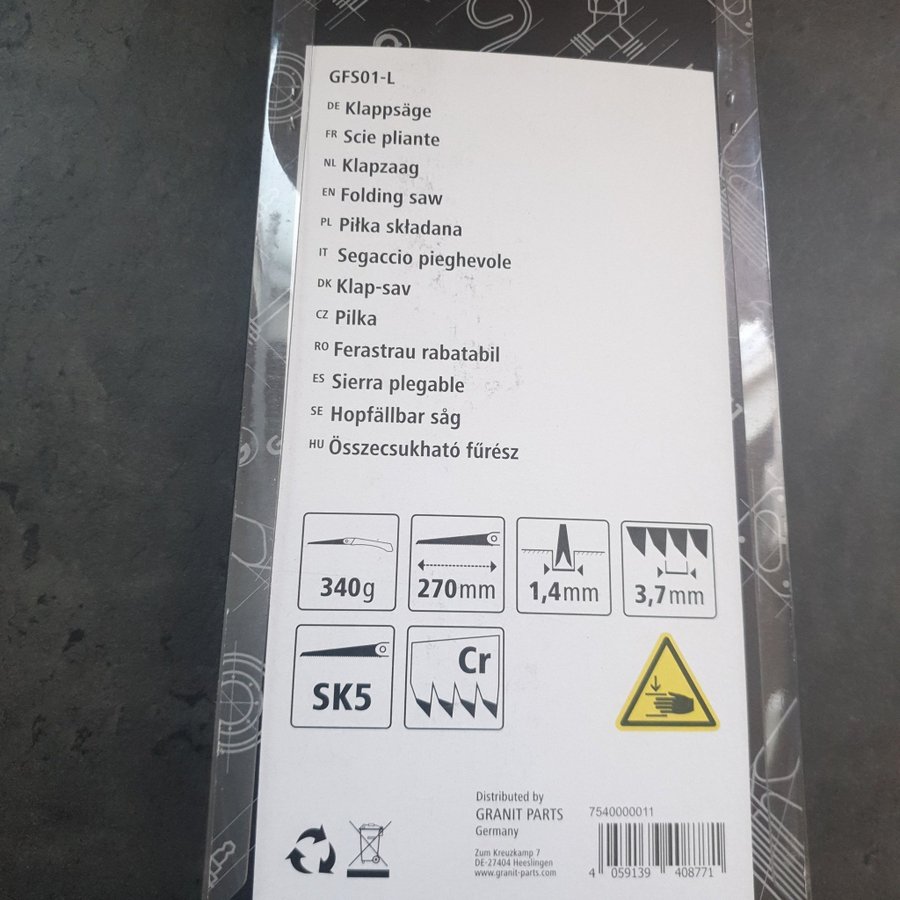 GFS01-L
DE Klappsäge
FR Scie pliante
NL Klapzaag
EN Folding saw
PL Piłka składana
IT Segaccio pieghevole
DK Klap-sav
CZ Pilka
RO Ferastrau rabatabil
ES Sierra plegable
SE Hopfällbar såg
HU Összecsukható fűrész
340g 270mm 1,4mm 3,7mm
SK5 Cr
Distributed by
GRANIT PARTS
Germany
Zum Kreuzkamp 7
DE-27404 Heeslingen
www.granit-parts.com
7540000011
4 059139 408771